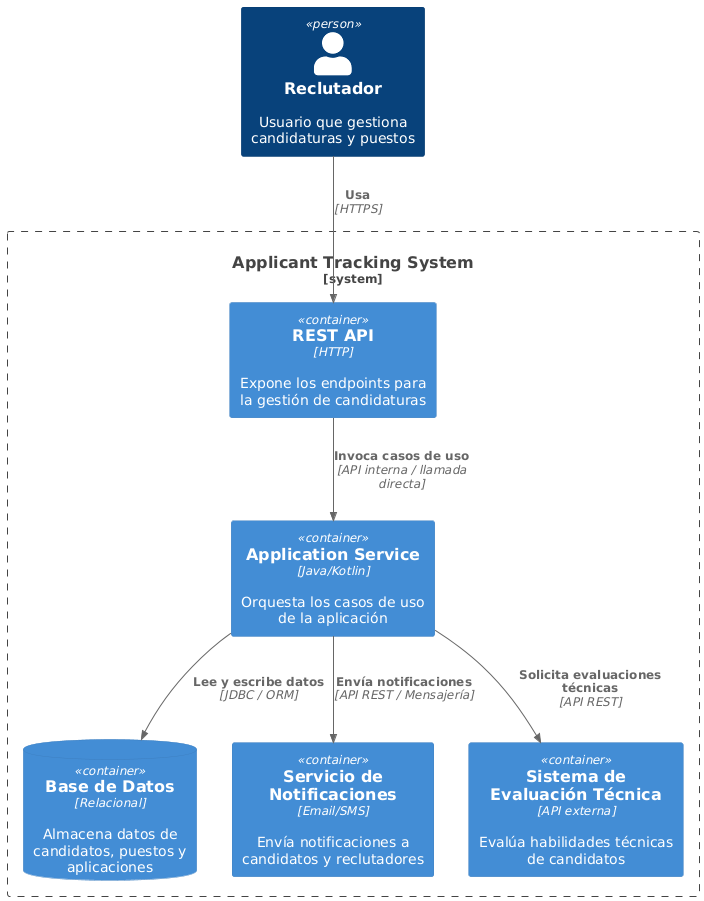 «person»
Reclutador
Usuario que gestiona
candidaturas y puestos
Usa
[HTTPS]
Applicant Tracking System
[system]
«container»
REST API
[HTTP]
Expone los endpoints para
la gestión de candidaturas
Invoca casos de uso
[API interna / llamada
directa]
«container»
Application Service
[Java/Kotlin]
Orquesta los casos de uso
de la aplicación
Lee y escribe datos
[JDBC / ORM]
Envía notificaciones
[API REST / Mensajería]
Solicita evaluaciones
técnicas
[API REST]
«container»
Base de Datos
[Relacional]
Almacena datos de
candidatos, puestos y
aplicaciones
«container»
Servicio de
Notificaciones
[Email/SMS]
Envía notificaciones a
candidatos y reclutadores
«container»
Sistema de
Evaluación Técnica
[API externa]
Evalúa habilidades técnicas
de candidatos